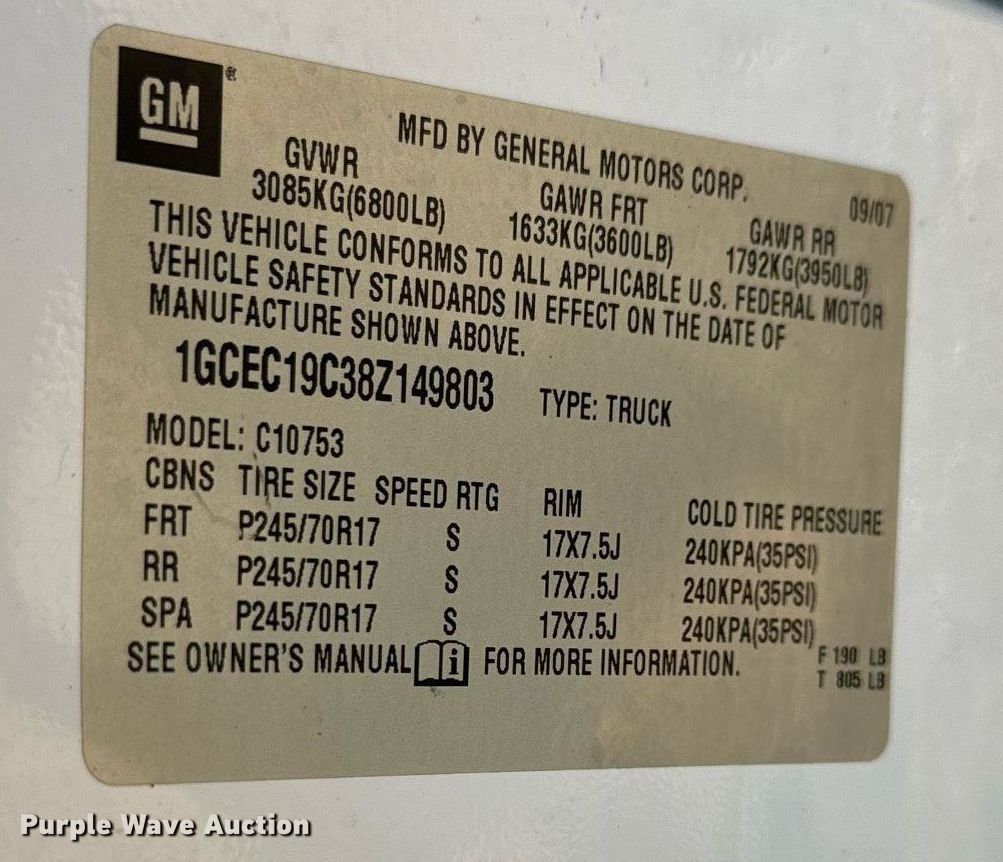 GM®
MFD BY GENERAL MOTORS CORP.
09/07
GVWR GAWR FRT GAWR RR
3085KG(6800LB) 1633KG(3600LB) 1792KG(3950LB)
THIS VEHICLE CONFORMS TO ALL APPLICABLE U.S. FEDERAL MOTOR
VEHICLE SAFETY STANDARDS IN EFFECT ON THE DATE OF
MANUFACTURE SHOWN ABOVE.
1GCEC19C38Z149803 TYPE: TRUCK
MODEL: C10753
CBNS TIRE SIZE SPEED RTG RIM COLD TIRE PRESSURE
FRT P245/70R17 S 17X7.5J 240KPA(35PSI)
RR P245/70R17 S 17X7.5J 240KPA(35PSI)
SPA P245/70R17 S 17X7.5J 240KPA(35PSI)
SEE OWNER'S MANUAL i FOR MORE INFORMATION.
F 190 LB
T 805 LB
Purple Wave Auction